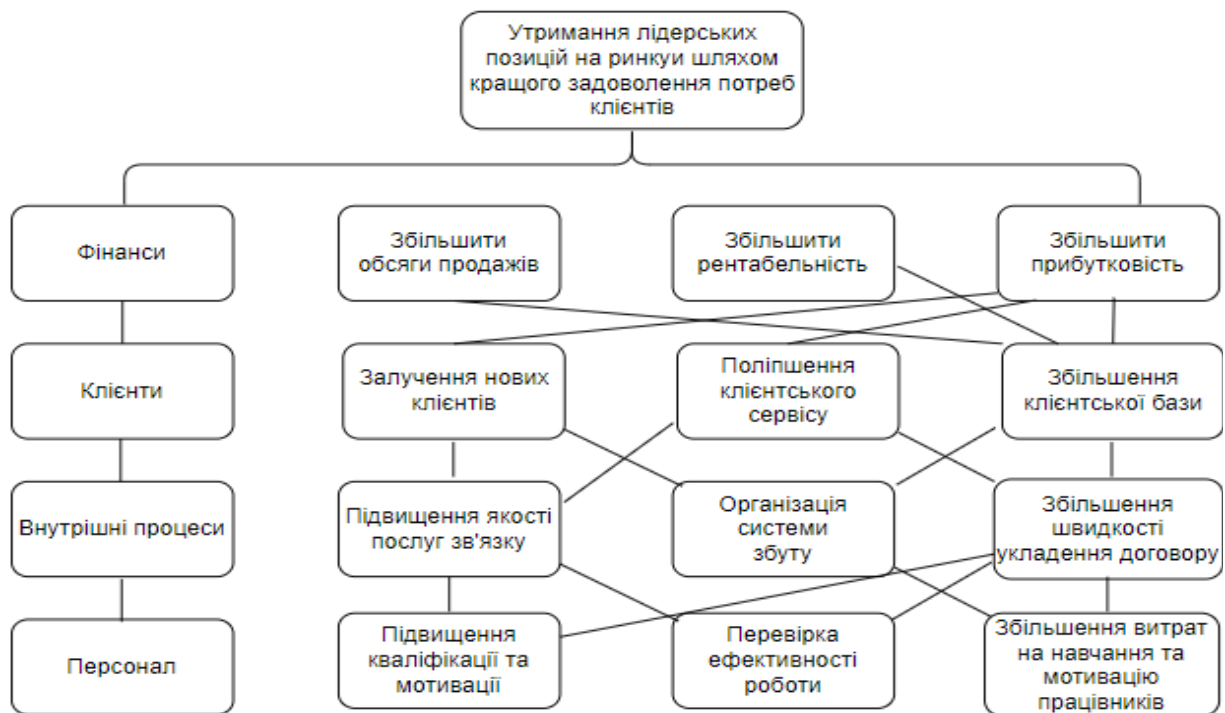 Утримання лідерських
позицій на ринкуи шляхом
кращого задоволення потреб
клієнтів
Фінанси
Збільшити
обсяги продажів
Збільшити
рентабельність
Збільшити
прибутковість
Клієнти
Залучення нових
клієнтів
Поліпшення
клієнтського
сервісу
Збільшення
клієнтської бази
Внутрішні процеси
Підвищення якості
послуг зв'язку
Організація
системи
збуту
Збільшення
швидкості
укладення договору
Персонал
Підвищення
кваліфікації та
мотивації
Перевірка
ефективності
роботи
Збільшення витрат
на навчання та
мотивацію
працівників